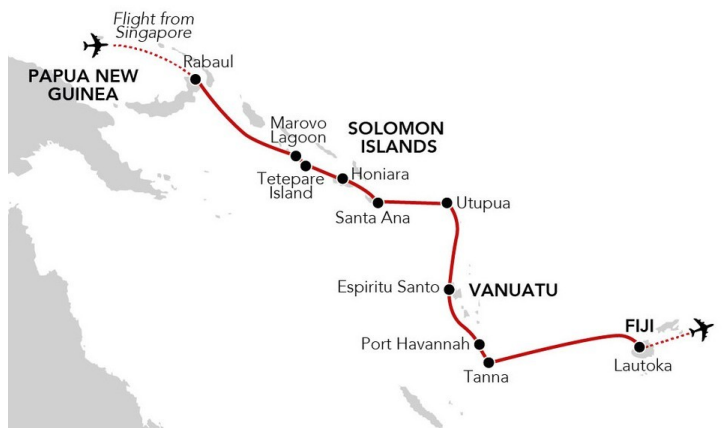 Flight from
Singapore
Rabaul
PAPUA NEW
GUINEA
Marovo
Lagoon
SOLOMON
ISLANDS
Tetepare
Island
Honiara
Santa Ana
Utupua
Espiritu Santo
VANUATU
Port Havannah
Tanna
FIJI
Lautoka